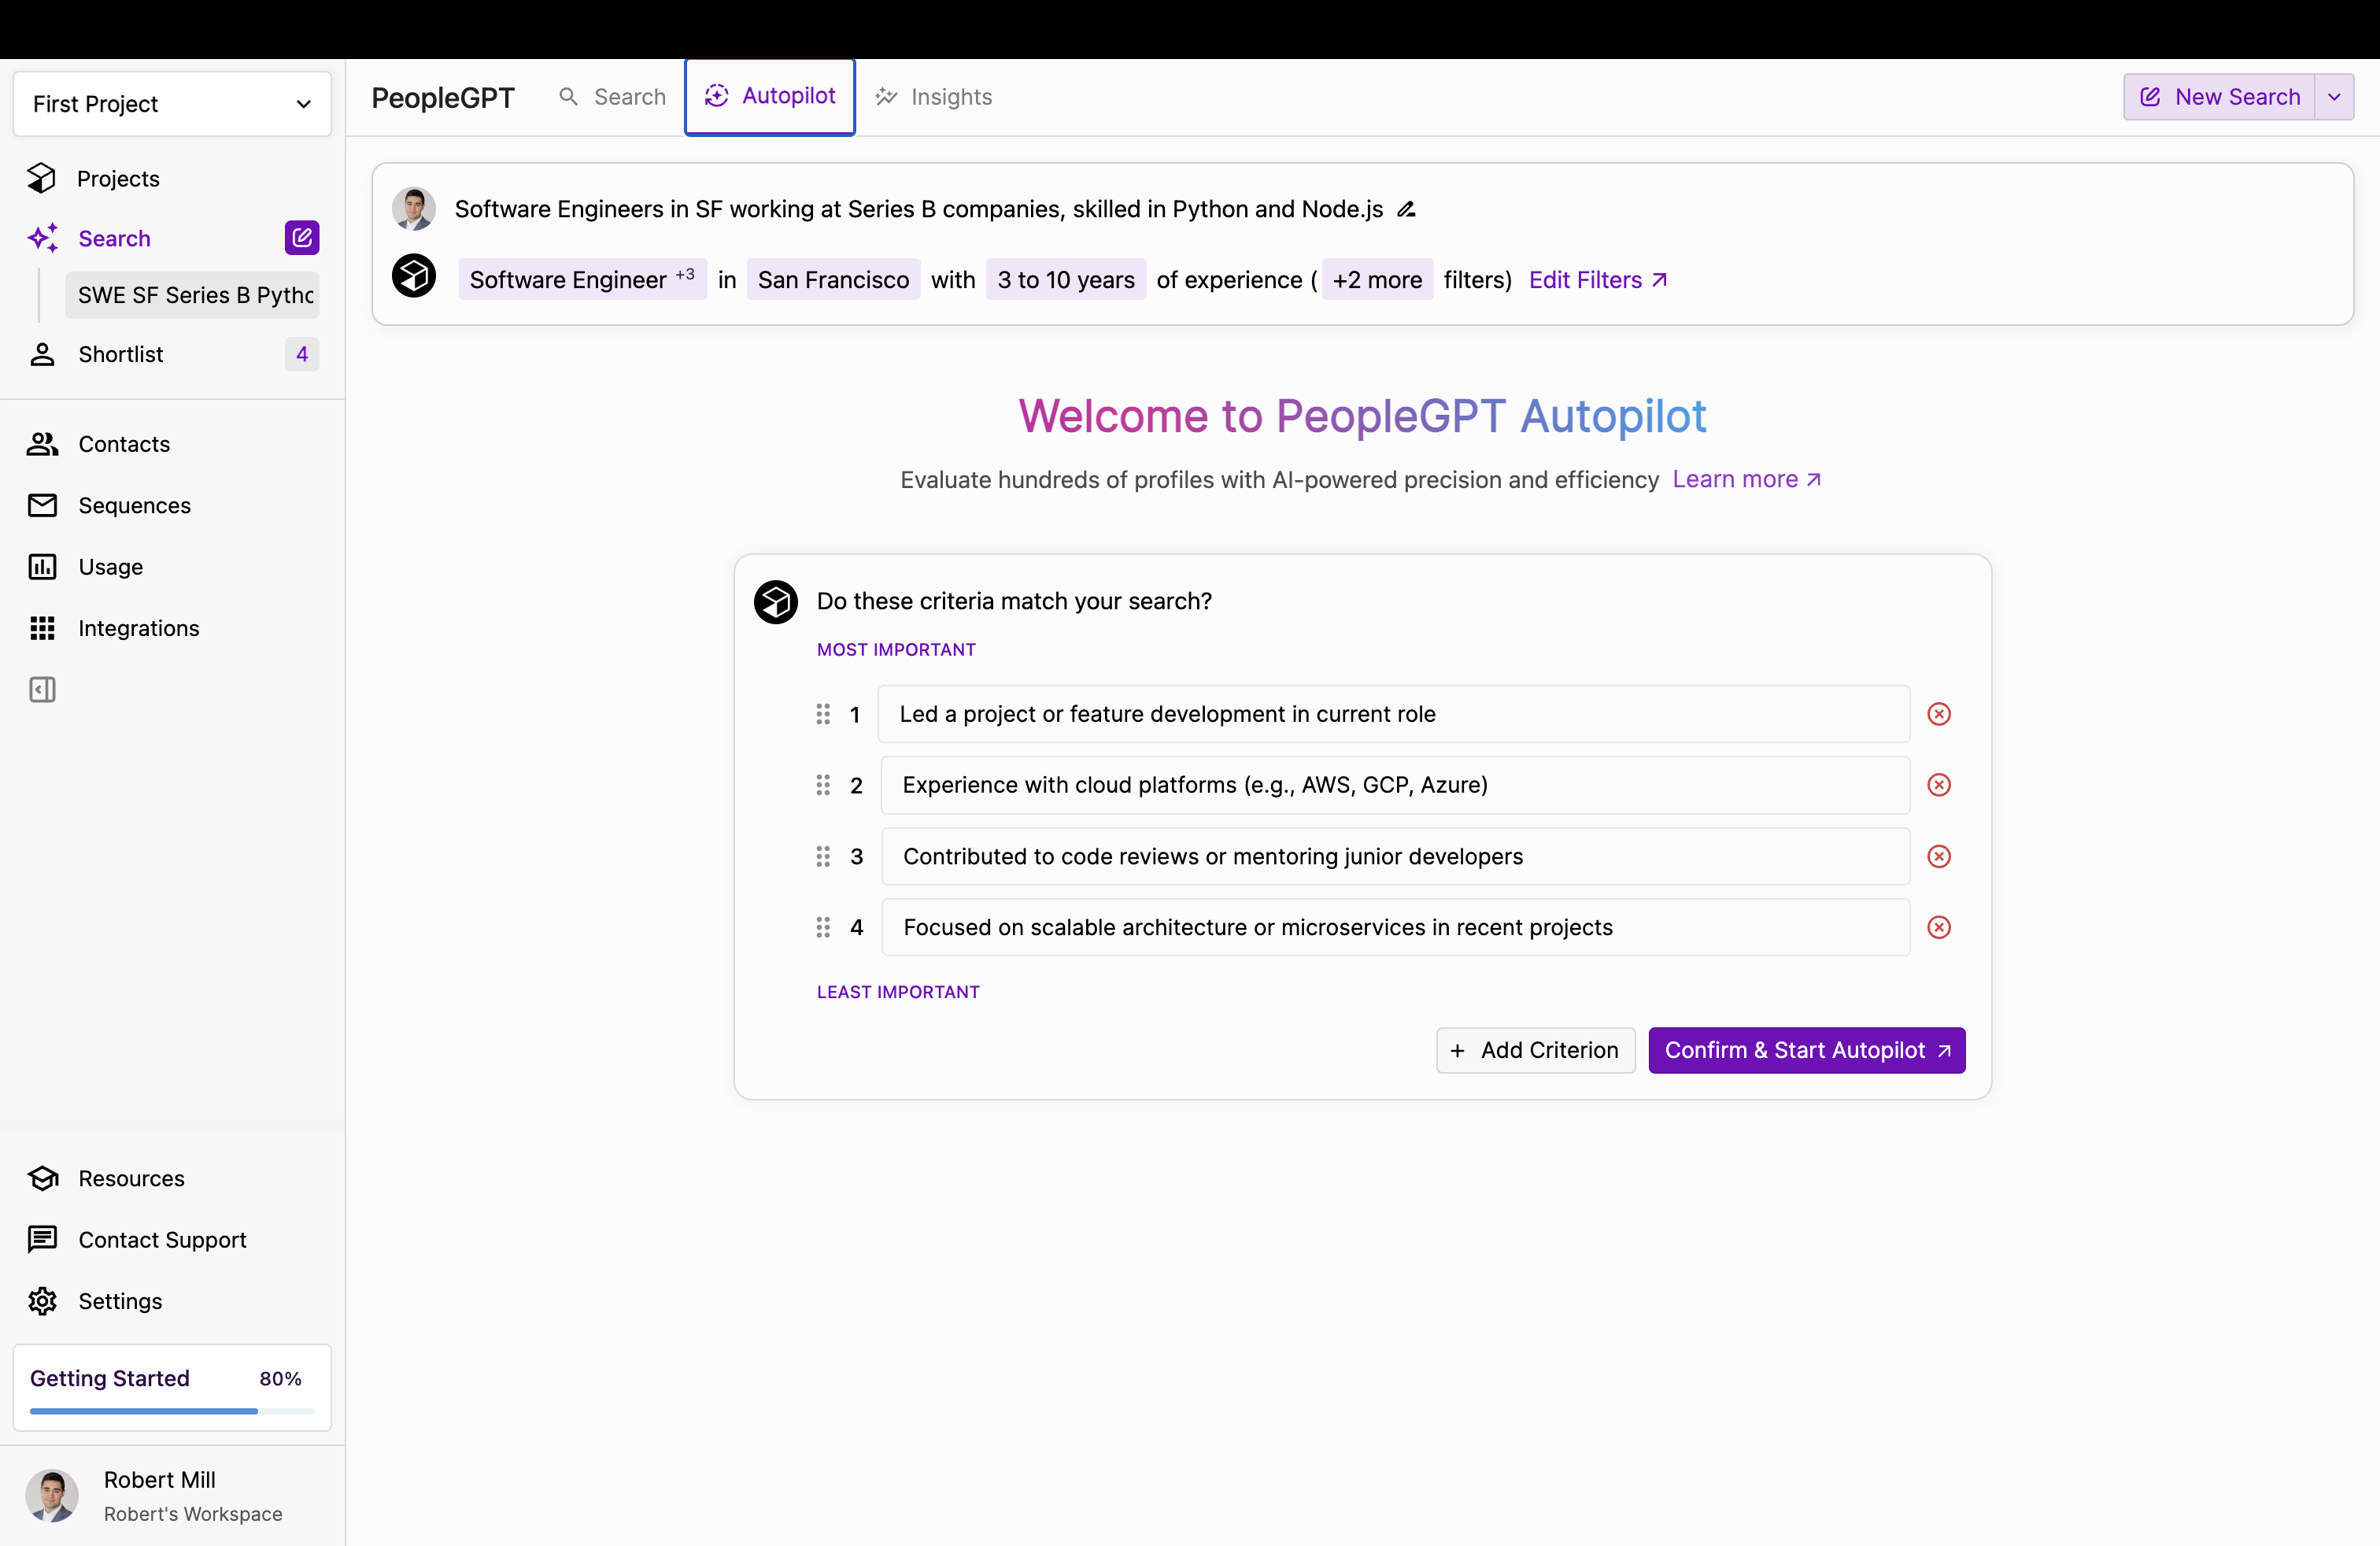 First Project
Projects
Search
SWE SF Series B Pytho
Shortlist
4
Contacts
Sequences
Usage
Integrations
Resources
Contact Support
Settings
Getting Started 80%
Robert Mill
Robert's Workspace
PeopleGPT Search Autopilot Insights
New Search
Software Engineers in SF working at Series B companies, skilled in Python and Node.js
Software Engineer +3 in San Francisco with 3 to 10 years of experience ( +2 more filters) Edit Filters
Welcome to PeopleGPT Autopilot
Evaluate hundreds of profiles with AI-powered precision and efficiency Learn more
Do these criteria match your search?
MOST IMPORTANT
1 Led a project or feature development in current role
2 Experience with cloud platforms (e.g., AWS, GCP, Azure)
3 Contributed to code reviews or mentoring junior developers
4 Focused on scalable architecture or microservices in recent projects
LEAST IMPORTANT
+ Add Criterion
Confirm & Start Autopilot